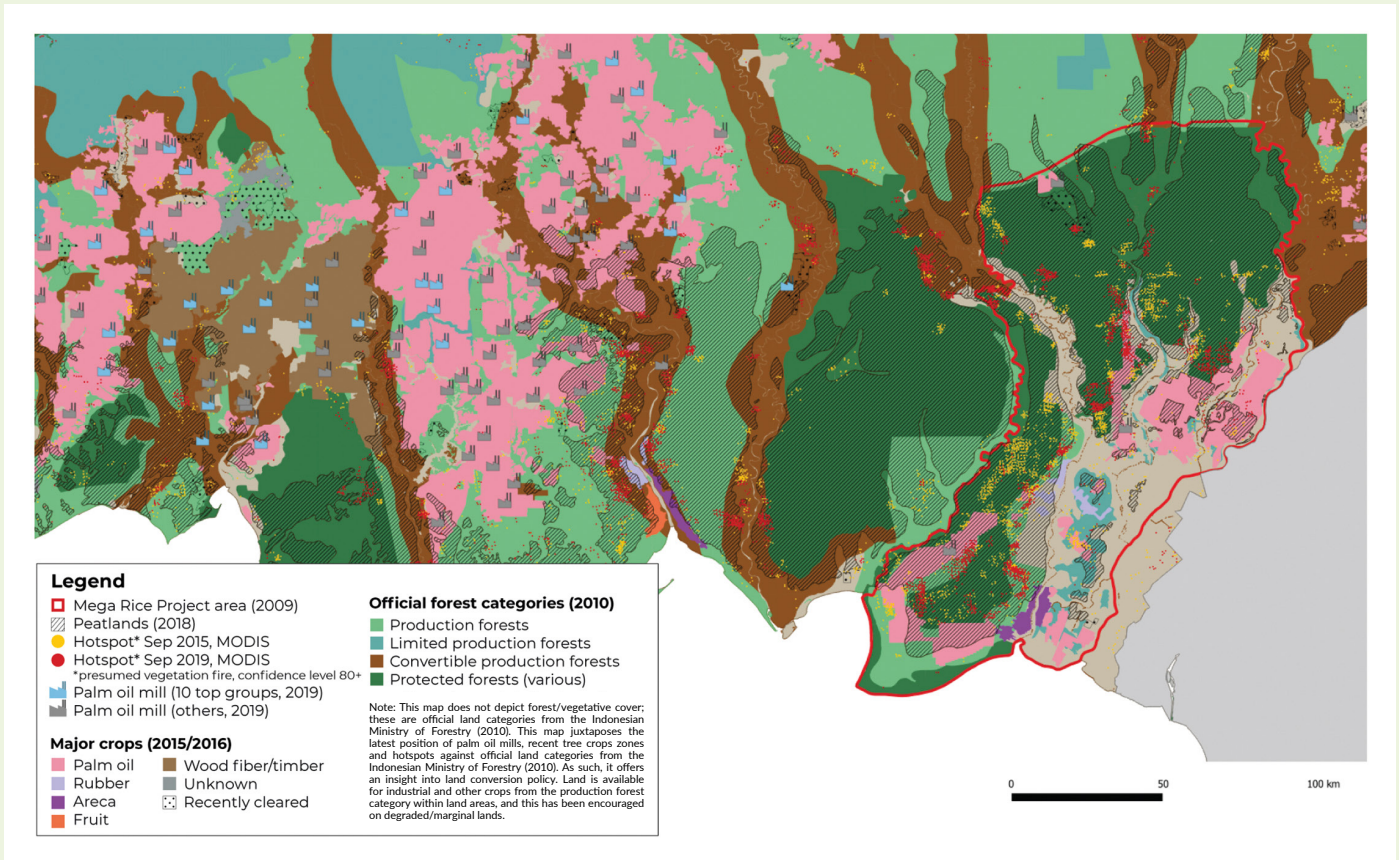 Legend
Mega Rice Project area (2009)
Peatlands (2018)
Hotspot* Sep 2015, MODIS
Hotspot* Sep 2019, MODIS
*presumed vegetation fire, confidence level 80+
Palm oil mill (10 top groups, 2019)
Palm oil mill (others, 2019)
Major crops (2015/2016)
Palm oil
Rubber
Areca
Fruit
Wood fiber/timber
Unknown
Recently cleared
Official forest categories (2010)
Production forests
Limited production forests
Convertible production forests
Protected forests (various)
Note: This map does not depict forest/vegetative cover;
these are official land categories from the Indonesian
Ministry of Forestry (2010). This map juxtaposes the
latest position of palm oil mills, recent tree crops zones
and hotspots against official land categories from the
Indonesian Ministry of Forestry (2010). As such, it offers
an insight into land conversion policy. Land is available
for industrial and other crops from the production forest
category within land areas, and this has been encouraged
on degraded/marginal lands.
0 50 100 km